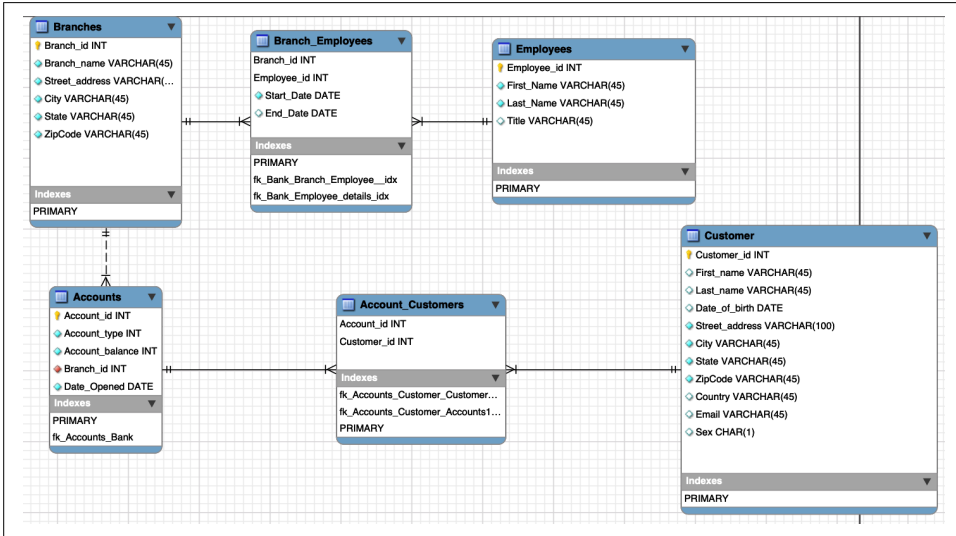 Branches
Branch_id INT
Branch_name VARCHAR(45)
Street_address VARCHAR(...
City VARCHAR(45)
State VARCHAR(45)
ZipCode VARCHAR(45)
Indexes
PRIMARY
Branch_Employees
Branch_id INT
Employee_id INT
Start_Date DATE
End_Date DATE
Indexes
PRIMARY
fk_Bank_Branch_Employee__idx
fk_Bank_Employee_details_idx
Employees
Employee_id INT
First_Name VARCHAR(45)
Last_Name VARCHAR(45)
Title VARCHAR(45)
Indexes
PRIMARY
Accounts
Account_id INT
Account_type INT
Account_balance INT
Branch_id INT
Date_Opened DATE
Indexes
PRIMARY
fk_Accounts_Bank
Account_Customers
Account_id INT
Customer_id INT
Indexes
fk_Accounts_Customer_Customer...
fk_Accounts_Customer_Accounts1...
PRIMARY
Customer
Customer_id INT
First_name VARCHAR(45)
Last_name VARCHAR(45)
Date_of_birth DATE
Street_address VARCHAR(100)
City VARCHAR(45)
State VARCHAR(45)
ZipCode VARCHAR(45)
Country VARCHAR(45)
Email VARCHAR(45)
Sex CHAR(1)
Indexes
PRIMARY